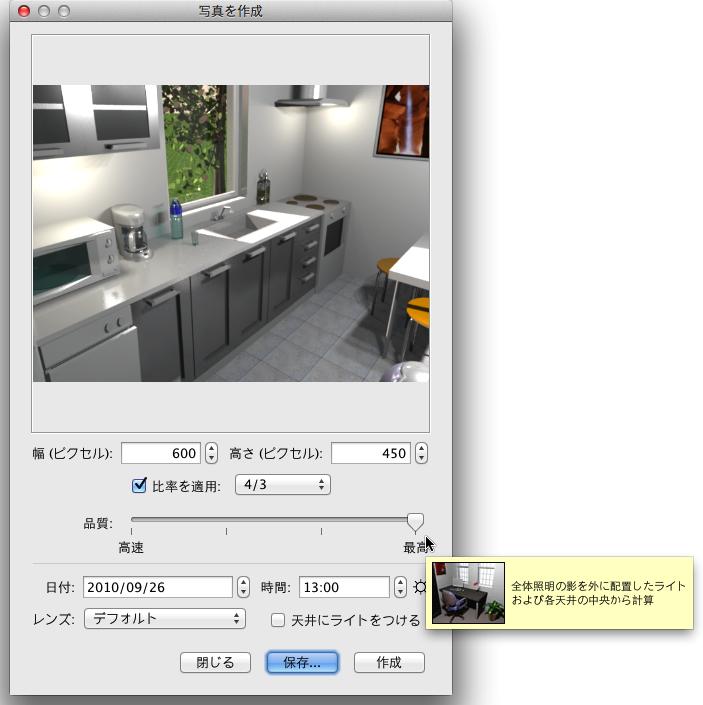 写真を作成
幅 (ピクセル): 600 高さ (ピクセル): 450
比率を適用: 4/3
品質:
高速 最高
日付: 2010/09/26 時間: 13:00
全体照明の影を外に配置したライト
および各天井の中央から計算
レンズ: デフォルト 天井にライトをつける
閉じる 保存... 作成